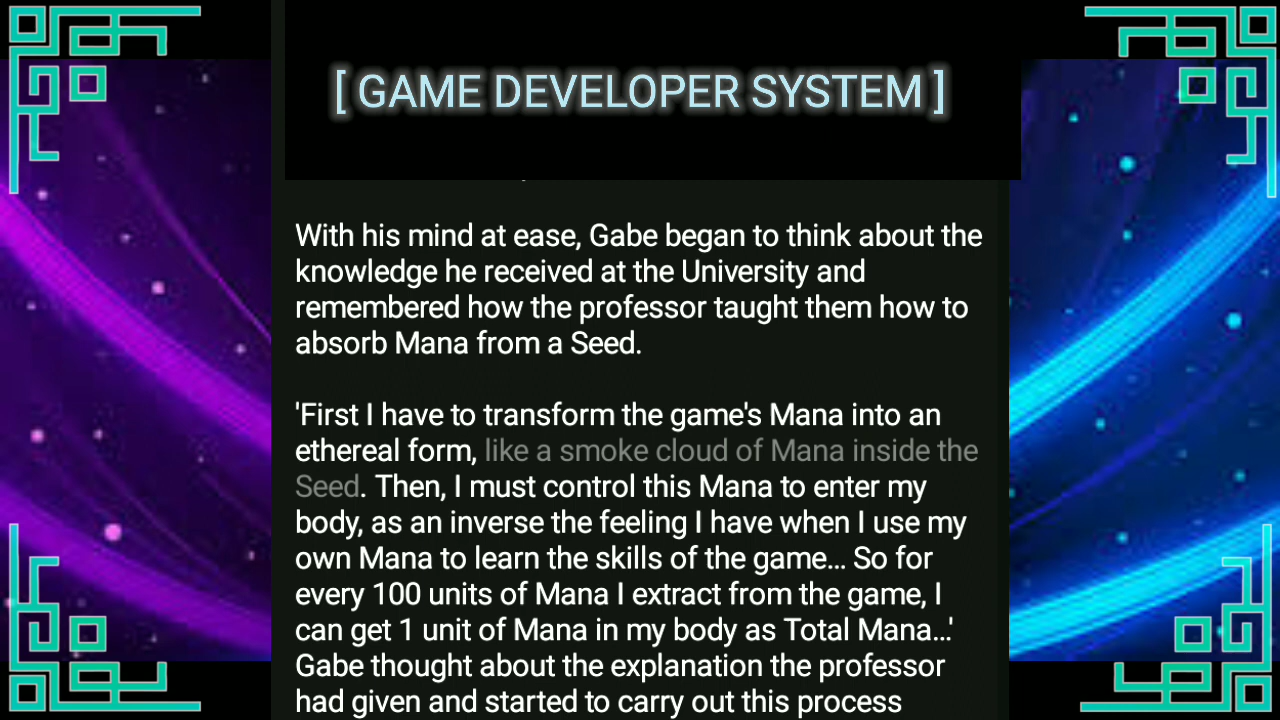 [ GAME DEVELOPER SYSTEM ]
With his mind at ease, Gabe began to think about the
knowledge he received at the University and
remembered how the professor taught them how to
absorb Mana from a Seed.
'First I have to transform the game's Mana into an
ethereal form, like a smoke cloud of Mana inside the
Seed. Then, I must control this Mana to enter my
body, as an inverse the feeling I have when I use my
own Mana to learn the skills of the game... So for
every 100 units of Mana I extract from the game, I
can get 1 unit of Mana in my body as Total Mana...'
Gabe thought about the explanation the professor
had given and started to carry out this process